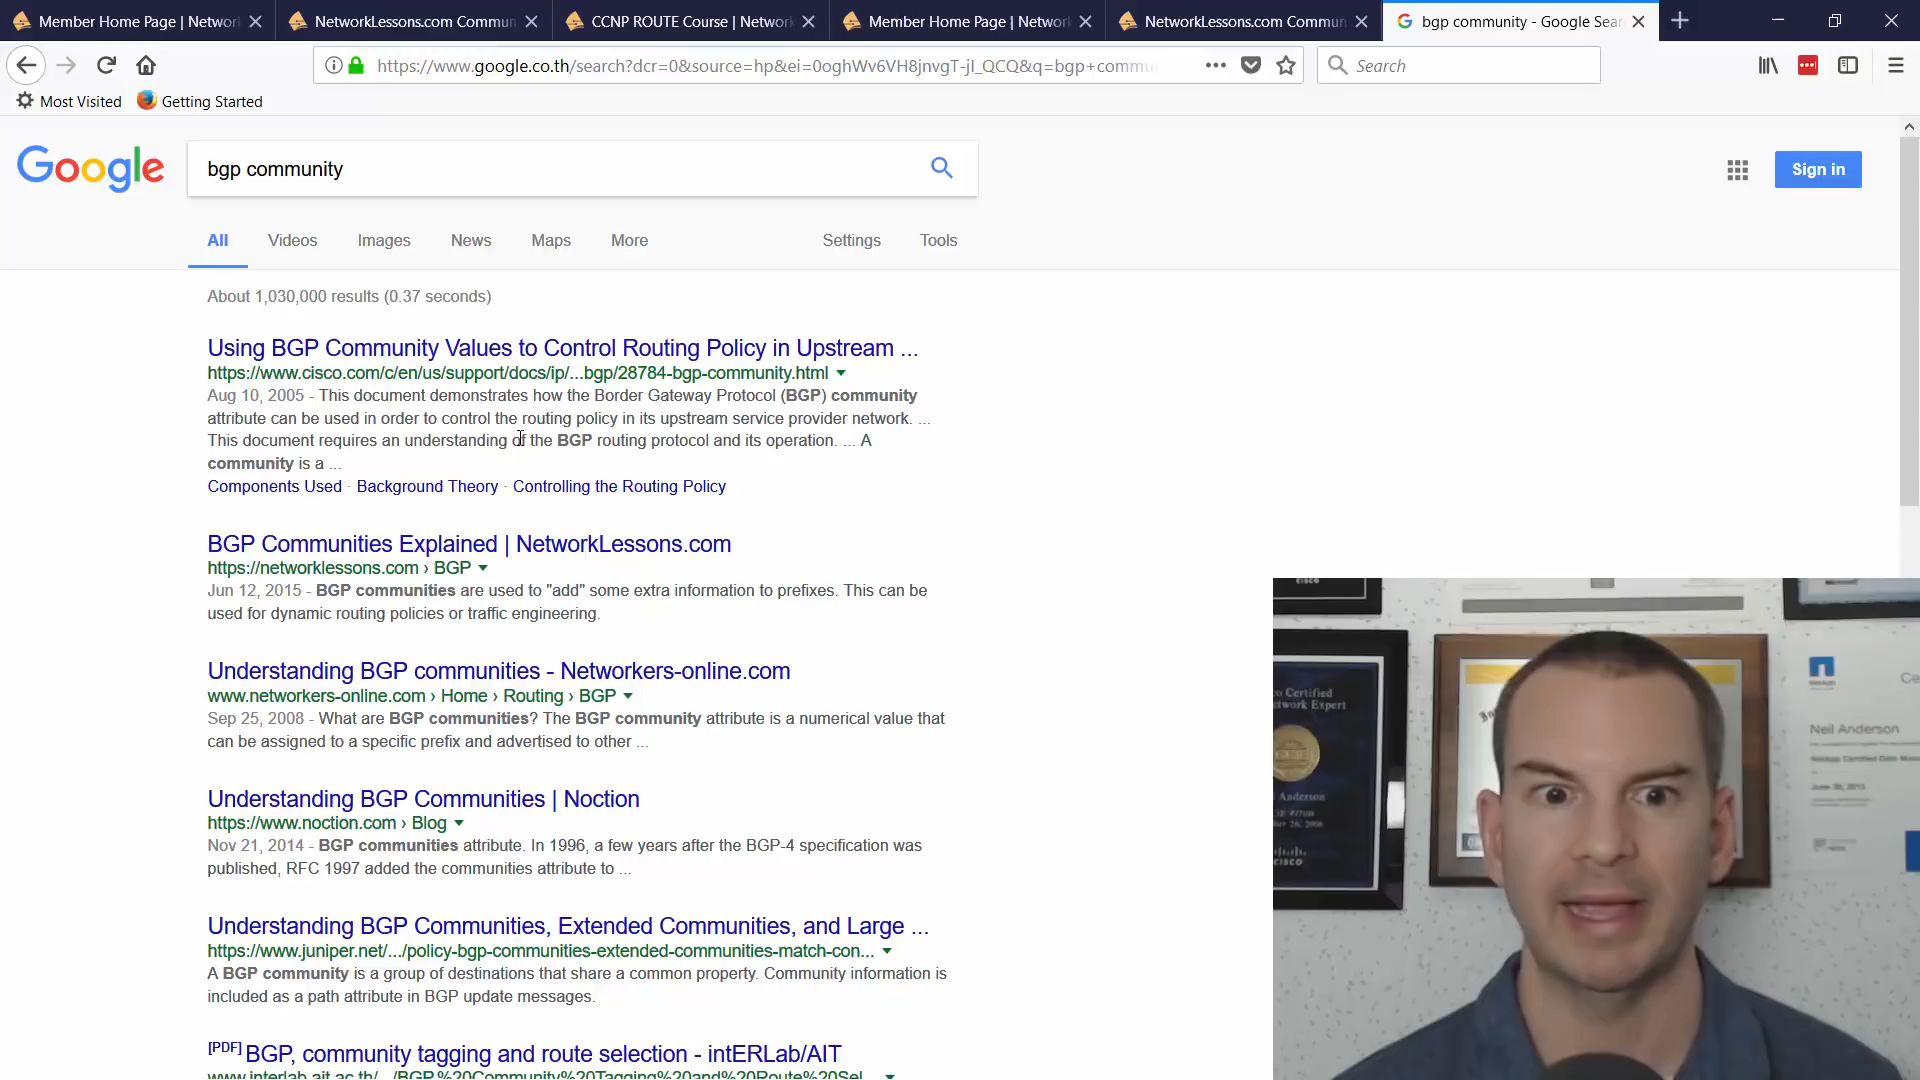 Member Home Page | Networ
NetworkLessons.com Commun
CCNP ROUTE Course | Networ
Member Home Page | Networ
NetworkLessons.com Commun
bgp community - Google Sear
https://www.google.co.th/search?dcr=0&source=hp&ei=0oghWv6VH8jnvgT-jI_QCQ&q=bgp+commu
Search
Most Visited
Getting Started
Google
bgp community
Sign in
All
Videos
Images
News
Maps
More
Settings
Tools
About 1,030,000 results (0.37 seconds)
Using BGP Community Values to Control Routing Policy in Upstream ...
https://www.cisco.com/c/en/us/support/docs/ip/...bgp/28784-bgp-community.html
Aug 10, 2005 - This document demonstrates how the Border Gateway Protocol (BGP) community
attribute can be used in order to control the routing policy in its upstream service provider network. ...
This document requires an understanding of the BGP routing protocol and its operation. ... A
community is a ...
Components Used · Background Theory · Controlling the Routing Policy
BGP Communities Explained | NetworkLessons.com
https://networklessons.com › BGP
Jun 12, 2015 - BGP communities are used to "add" some extra information to prefixes. This can be
used for dynamic routing policies or traffic engineering.
Understanding BGP communities - Networkers-online.com
www.networkers-online.com › Home › Routing › BGP
Sep 25, 2008 - What are BGP communities? The BGP community attribute is a numerical value that
can be assigned to a specific prefix and advertised to other ...
Understanding BGP Communities | Noction
https://www.noction.com › Blog
Nov 21, 2014 - BGP communities attribute. In 1996, a few years after the BGP-4 specification was
published, RFC 1997 added the communities attribute to ...
Understanding BGP Communities, Extended Communities, and Large ...
https://www.juniper.net/.../policy-bgp-communities-extended-communities-match-con...
A BGP community is a group of destinations that share a common property. Community information is
included as a path attribute in BGP update messages.
[PDF] BGP, community tagging and route selection - intERLab/AIT
www.interlab.ait.ac.th/.../BGP,%20Community%20Tagging%20and%20Route%20Sel...
Certified
Network Expert
Anderson
CISCO
Neil Anderson